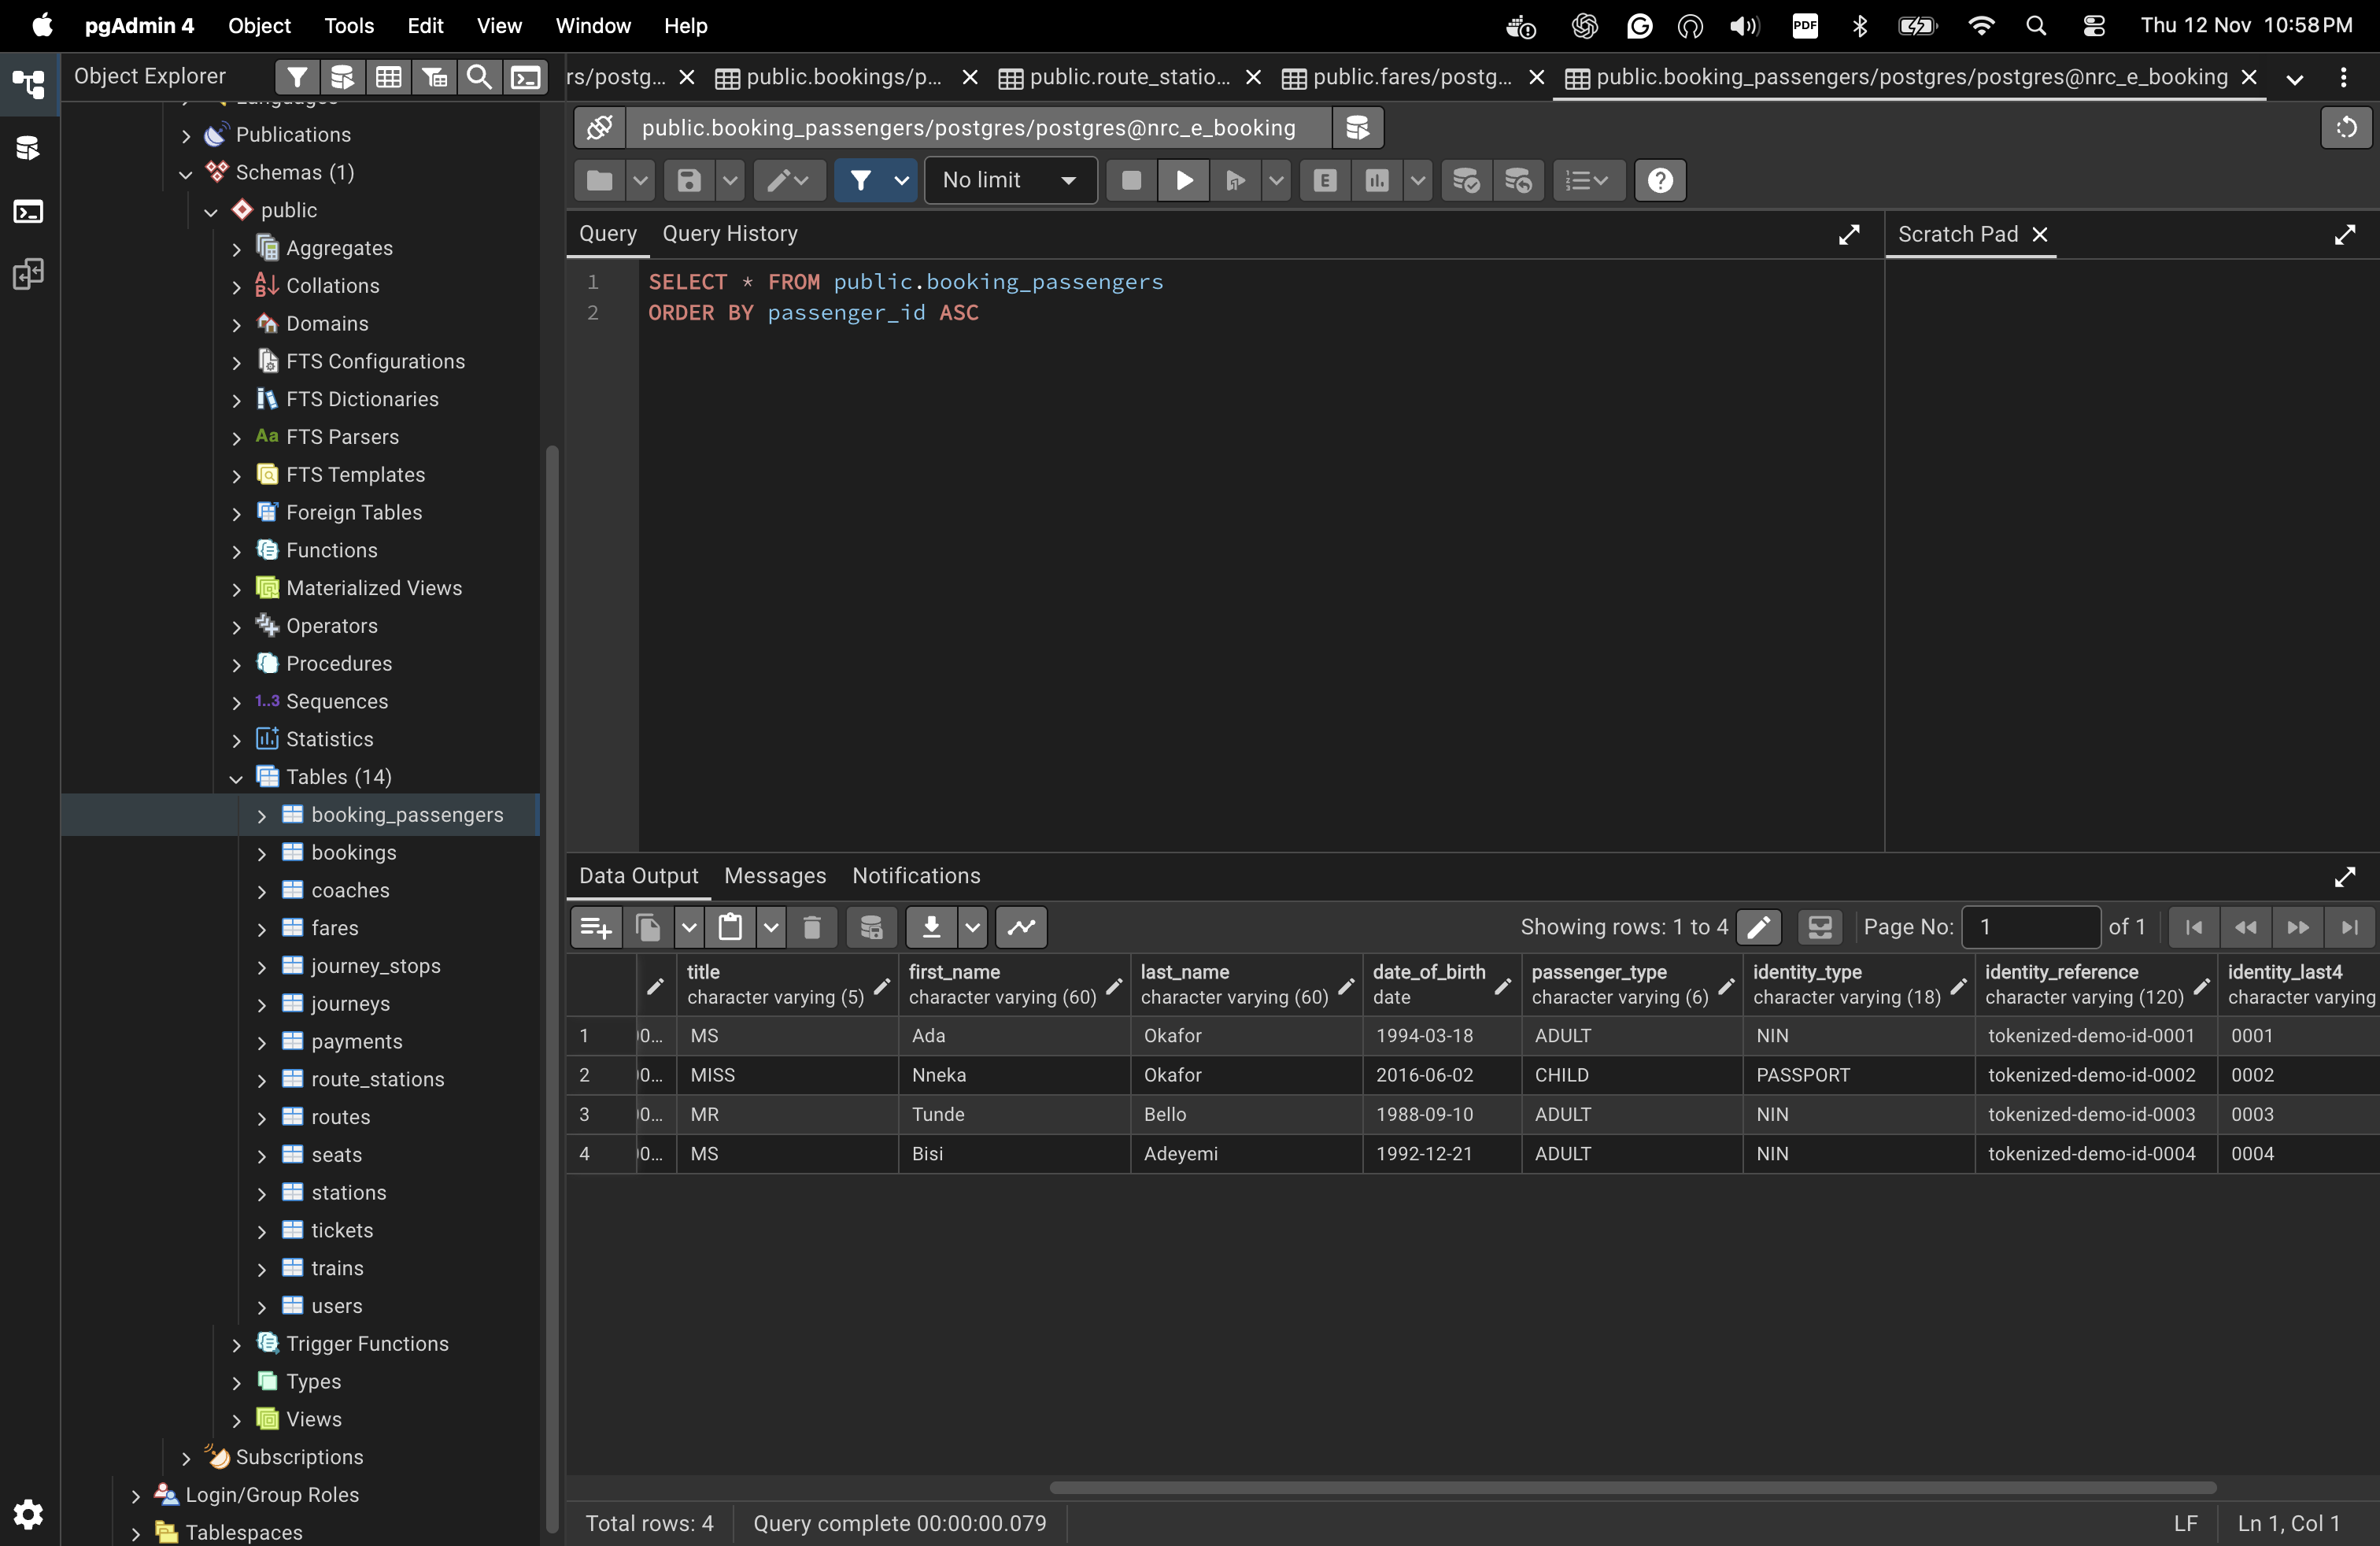 pgAdmin 4 Object Tools Edit View Window Help PDF Thu 12 Nov 10:58 PM
Object Explorer
rs/postg... public.bookings/p... public.route_statio... public.fares/postg... public.booking_passengers/postgres/postgres@nrc_e_booking
public.booking_passengers/postgres/postgres@nrc_e_booking
No limit E
Query Query History Scratch Pad
1 SELECT * FROM public.booking_passengers
2 ORDER BY passenger_id ASC
Languages
Publications
Schemas (1)
public
Aggregates
Collations
Domains
FTS Configurations
FTS Dictionaries
Aa FTS Parsers
FTS Templates
Foreign Tables
Functions
Materialized Views
Operators
Procedures
1..3 Sequences
Statistics
Tables (14)
booking_passengers
bookings
coaches
fares
journey_stops
journeys
payments
route_stations
routes
seats
stations
tickets
trains
users
Trigger Functions
Types
Views
Subscriptions
Login/Group Roles
Tablespaces
Data Output Messages Notifications
Showing rows: 1 to 4 Page No: 1 of 1
title first_name last_name date_of_birth passenger_type identity_type identity_reference identity_last4
character varying (5) character varying (60) character varying (60) date character varying (6) character varying (18) character varying (120) character varying
1 00... MS Ada Okafor 1994-03-18 ADULT NIN tokenized-demo-id-0001 0001
2 00... MISS Nneka Okafor 2016-06-02 CHILD PASSPORT tokenized-demo-id-0002 0002
3 00... MR Tunde Bello 1988-09-10 ADULT NIN tokenized-demo-id-0003 0003
4 00... MS Bisi Adeyemi 1992-12-21 ADULT NIN tokenized-demo-id-0004 0004
Total rows: 4 Query complete 00:00:00.079 LF Ln 1, Col 1